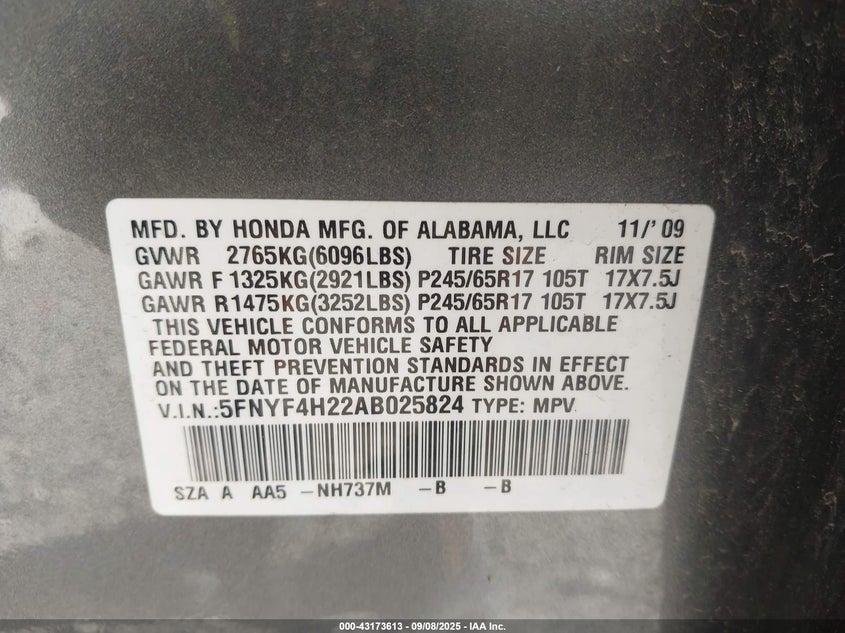 MFD. BY HONDA MFG. OF ALABAMA, LLC 11/'09
GVWR 2765KG(6096LBS) TIRE SIZE RIM SIZE
GAWR F 1325KG(2921LBS) P245/65R17 105T 17X7.5J
GAWR R 1475KG(3252LBS) P245/65R17 105T 17X7.5J
THIS VEHICLE CONFORMS TO ALL APPLICABLE
FEDERAL MOTOR VEHICLE SAFETY
AND THEFT PREVENTION STANDARDS IN EFFECT
ON THE DATE OF MANUFACTURE SHOWN ABOVE.
V.I.N.:5FNYF4H22AB025824 TYPE: MPV
SZA A AA5 -NH737M -B -B
000-43173613 - 09/08/2025 - IAA Inc.